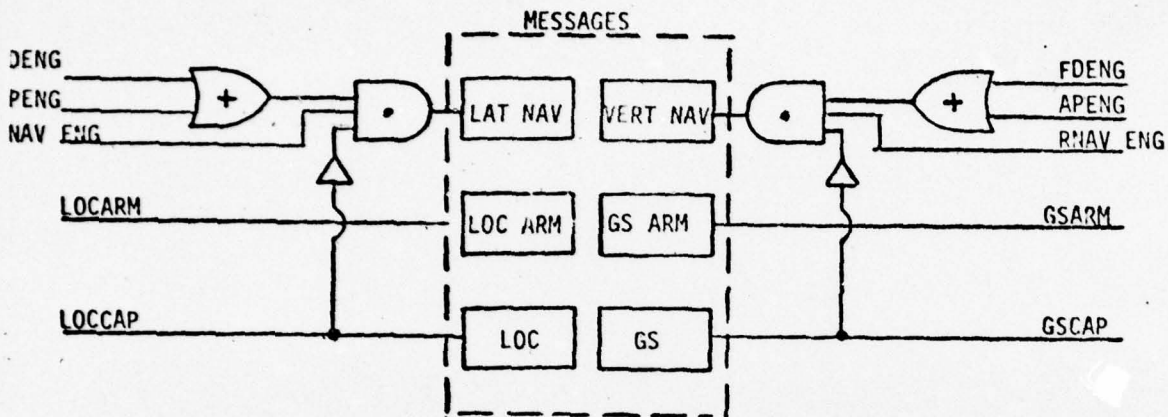 MESSAGES
DENG
PENG
NAV ENG
LOCARM
LOCCAP
+
•
LAT NAV
VERT NAV
LOC ARM
GS ARM
LOC
GS
•
+
FDENG
APENG
RNAV ENG
GSARM
GSCAP